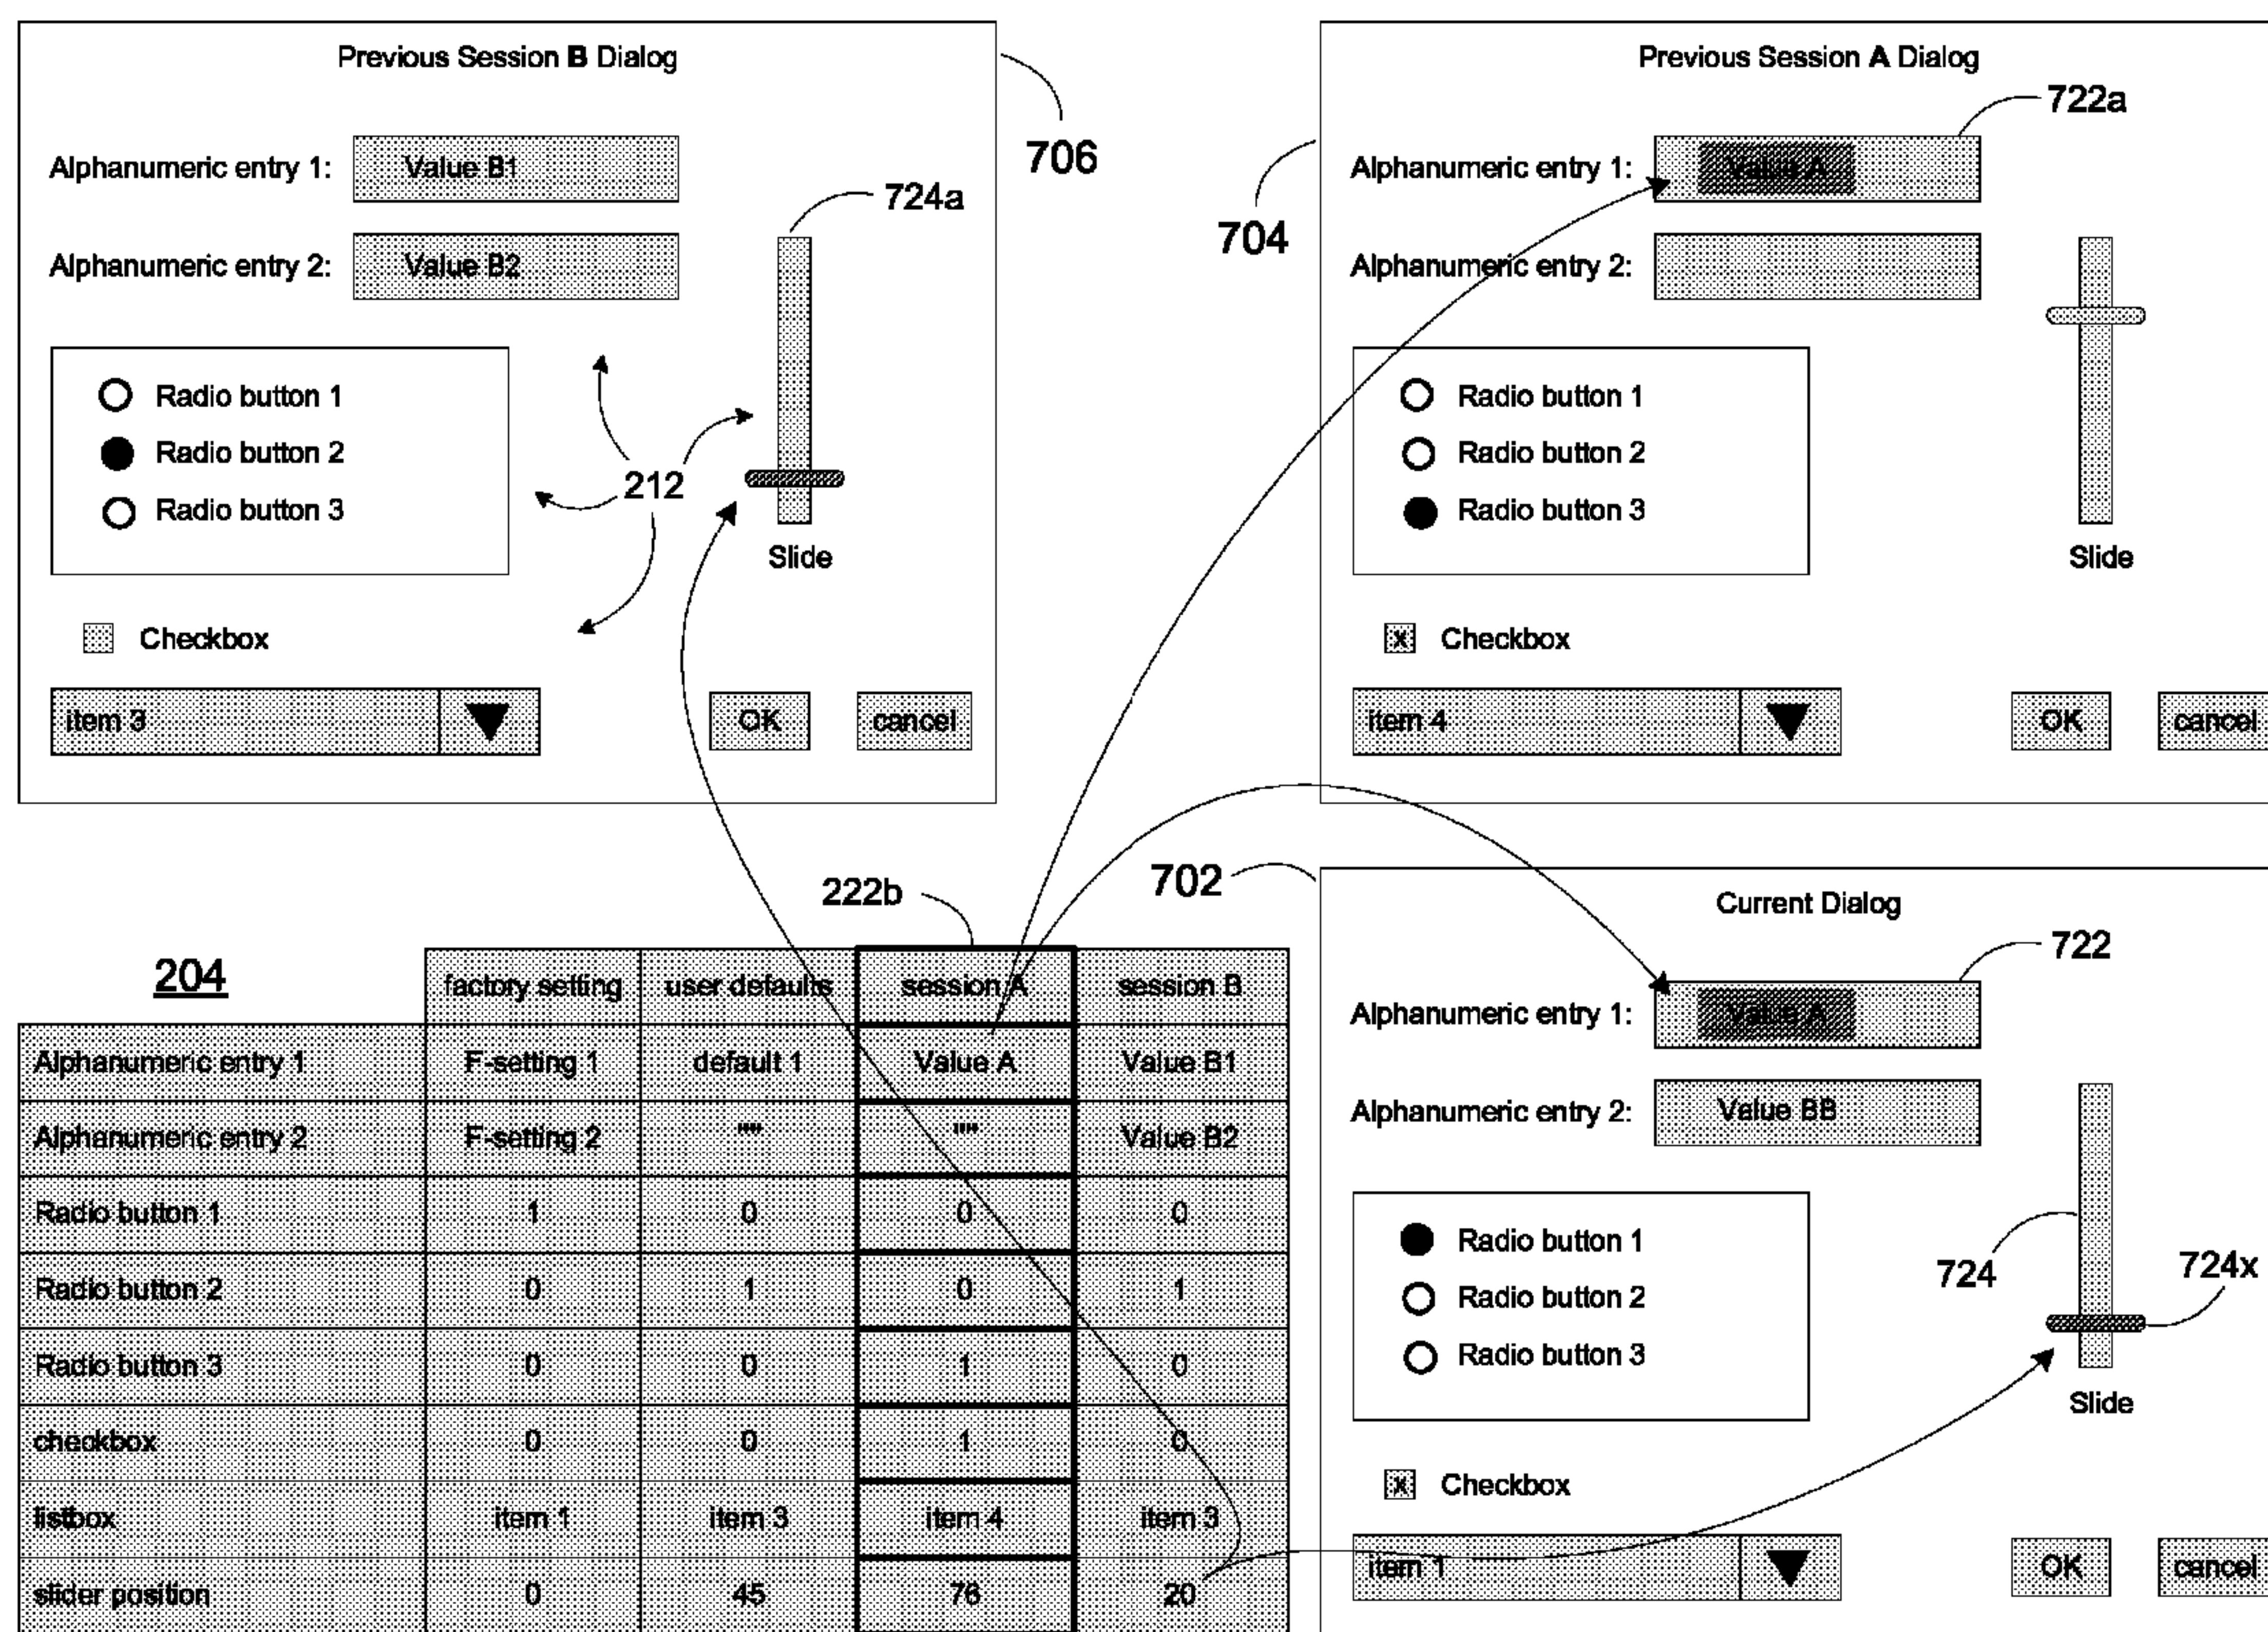 Previous Session B Dialog
706
Alphanumeric entry 1: Value B1
724a
Alphanumeric entry 2: Value B2
Radio button 1
Radio button 2
Radio button 3
212
Slide
Checkbox
item 3
OK cancel
Previous Session A Dialog
722a
704
Alphanumeric entry 1: Value A
Alphanumeric entry 2:
Radio button 1
Radio button 2
Radio button 3
Slide
x Checkbox
item 4
OK cancel
222b
204
factory setting user defaults session A session B
Alphanumeric entry 1 F-setting 1 default 1 Value A Value B1
Alphanumeric entry 2 F-setting 2 "" "" Value B2
Radio button 1 1 0 0 0
Radio button 2 0 1 0 1
Radio button 3 0 0 1 0
checkbox 0 0 1 0
listbox item 1 item 3 item 4 item 3
slider position 0 45 76 20
702
Current Dialog
722
Alphanumeric entry 1: Value A
Alphanumeric entry 2: Value BB
Radio button 1
Radio button 2
Radio button 3
724
724x
Slide
x Checkbox
item 1
OK cancel